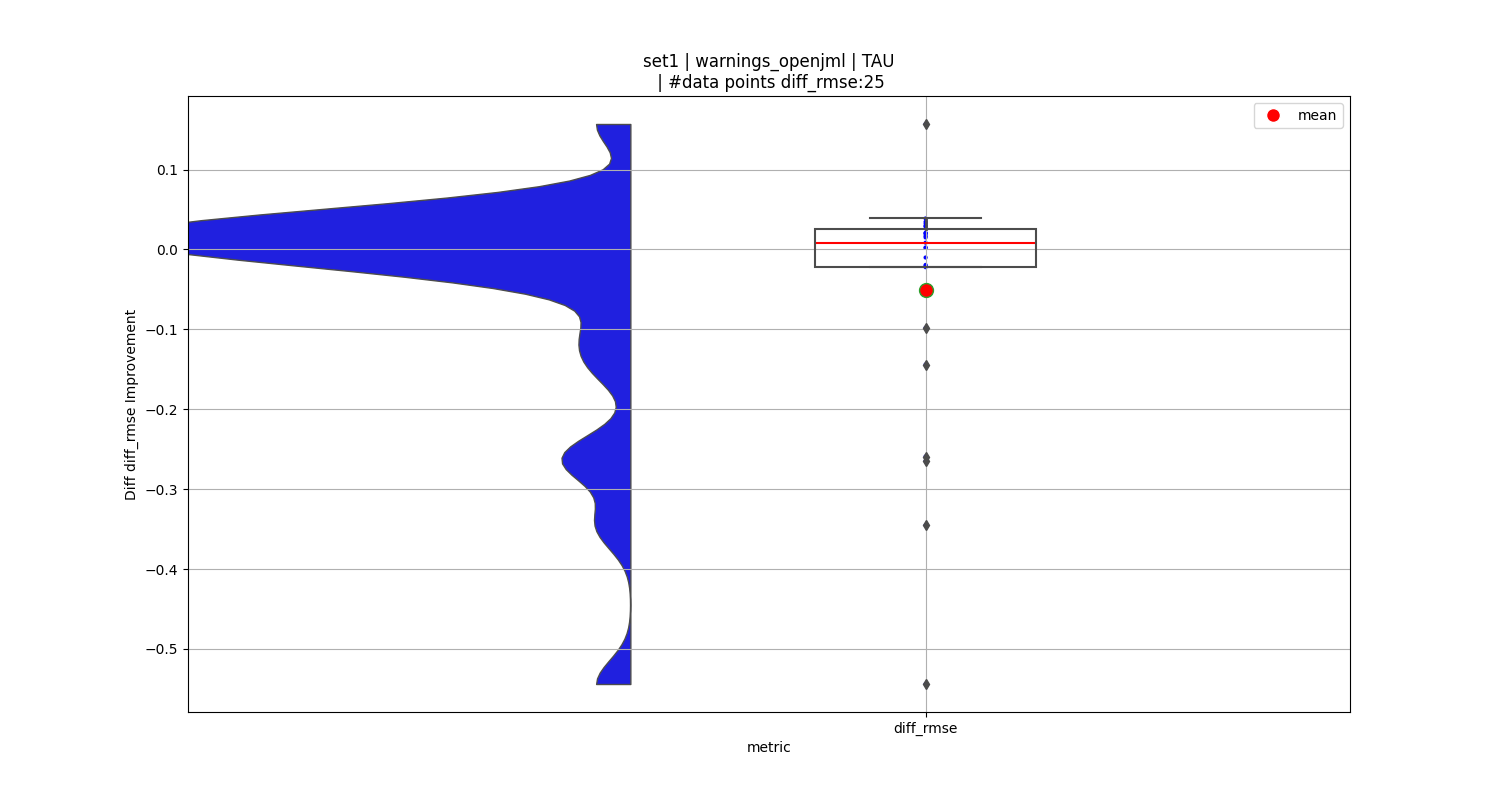 set1 | warnings_openjml | TAU
| #data points diff_rmse:25
mean
0.1
0.0
−0.1
−0.2
−0.3
−0.4
−0.5
Diff diff_rmse Improvement
diff_rmse
metric